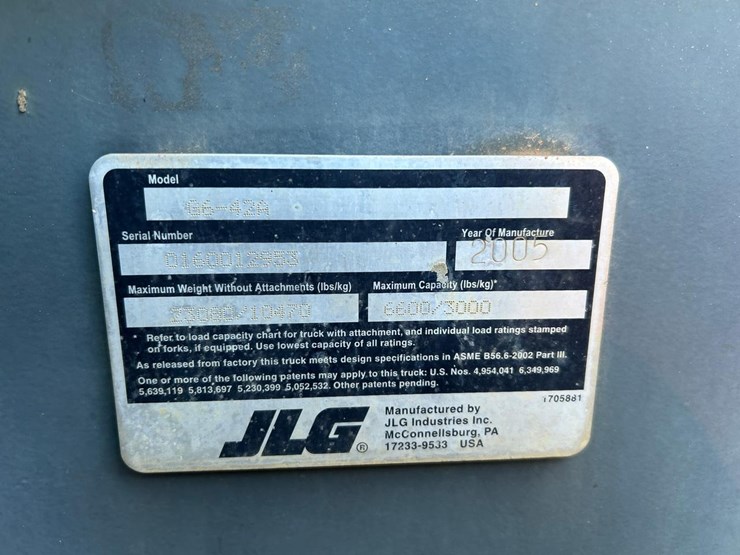 Model
G6-42A
Serial Number
Year Of Manufacture
2005
Maximum Weight Without Attachments (lbs/kg)
Maximum Capacity (lbs/kg)*
6600/3000
* Refer to load capacity chart for truck with attachment, and individual load ratings stamped
on forks, if equipped. Use lowest capacity of all ratings.
As released from factory this truck meets design specifications in ASME B56.6-2002 Part III.
One or more of the following patents may apply to this truck: U.S. Nos. 4,954,041 6,349,969
5,639,119 5,813,697 5,230,399 5,052,532. Other patents pending.
1705881
JLG®
Manufactured by
JLG Industries Inc.
McConnellsburg, PA
17233-9533 USA